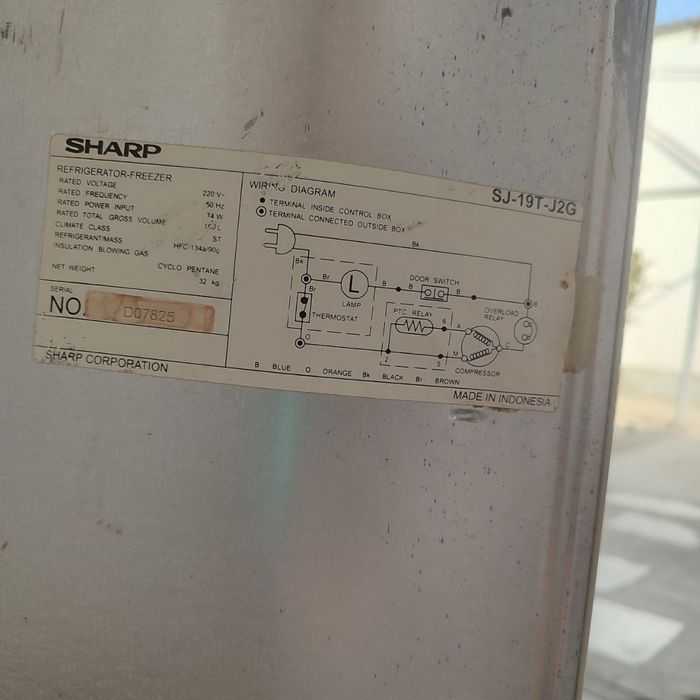 SHARP
REFRIGERATOR-FREEZER
RATED VOLTAGE 220 V~
RATED FREQUENCY 50 Hz
RATED POWER INPUT 74 W
RATED TOTAL GROSS VOLUME L
CLIMATE CLASS ST
REFRIGERANT/MASS HFC-134a/90g
INSULATION BLOWING GAS CYCLO PENTANE
NET WEIGHT 32 kg
SERIAL
NO. D07825
SHARP CORPORATION
WIRING DIAGRAM SJ-19T-J2G
TERMINAL INSIDE CONTROL BOX
TERMINAL CONNECTED OUTSIDE BOX
Bk
Bk Br L B B B B
LAMP
DOOR SWITCH
Br
THERMOSTAT
O
PTC RELAY
6 A
2 5 M C
OVERLOAD
RELAY
COMPRESSOR
B BLUE O ORANGE Bk BLACK Br BROWN
MADE IN INDONESIA